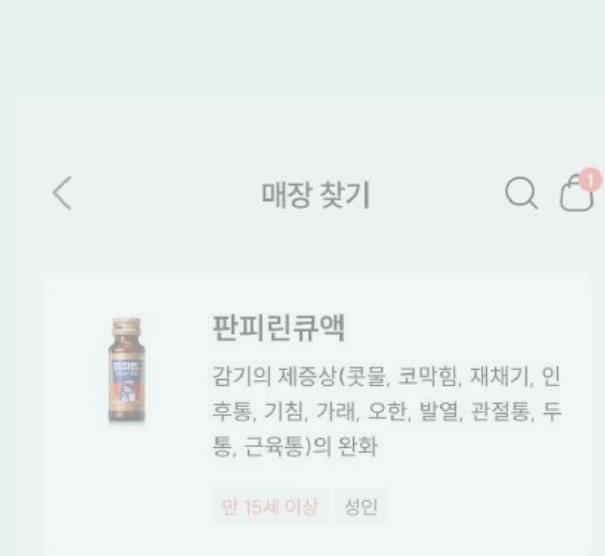 매장 찾기
1
판피린큐액
감기의 제증상(콧물, 코막힘, 재채기, 인
후통, 기침, 가래, 오한, 발열, 관절통, 두
통, 근육통)의 완화
만 15세 이상 성인